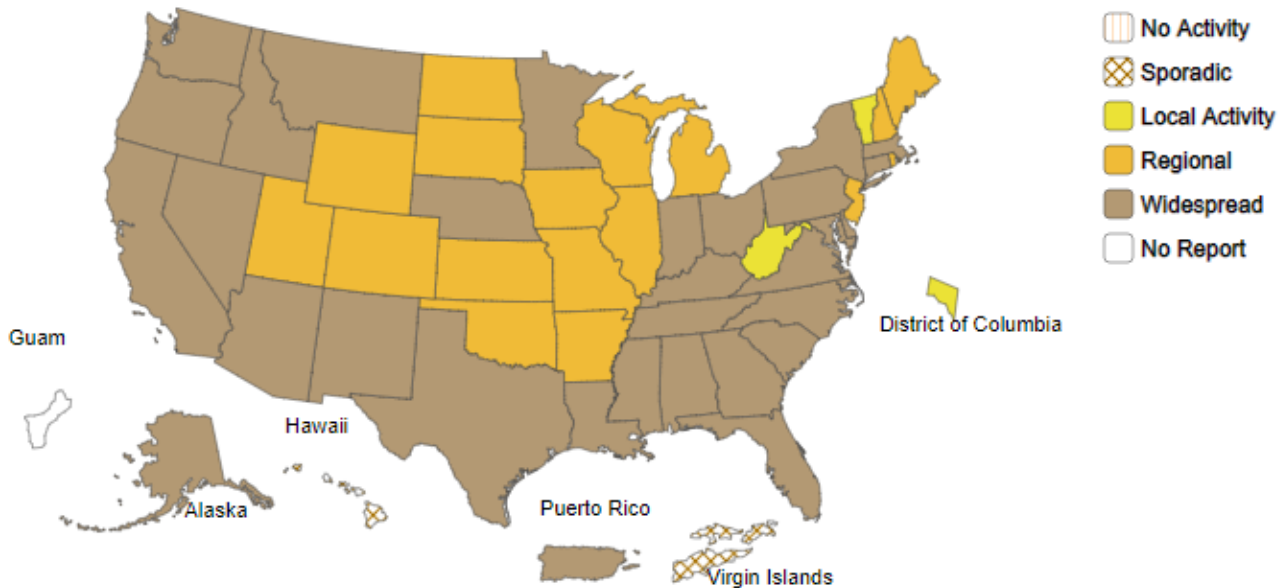 No Activity
Sporadic
Local Activity
Regional
Widespread
No Report
District of Columbia
Guam
Hawaii
Alaska
Puerto Rico
Virgin Islands